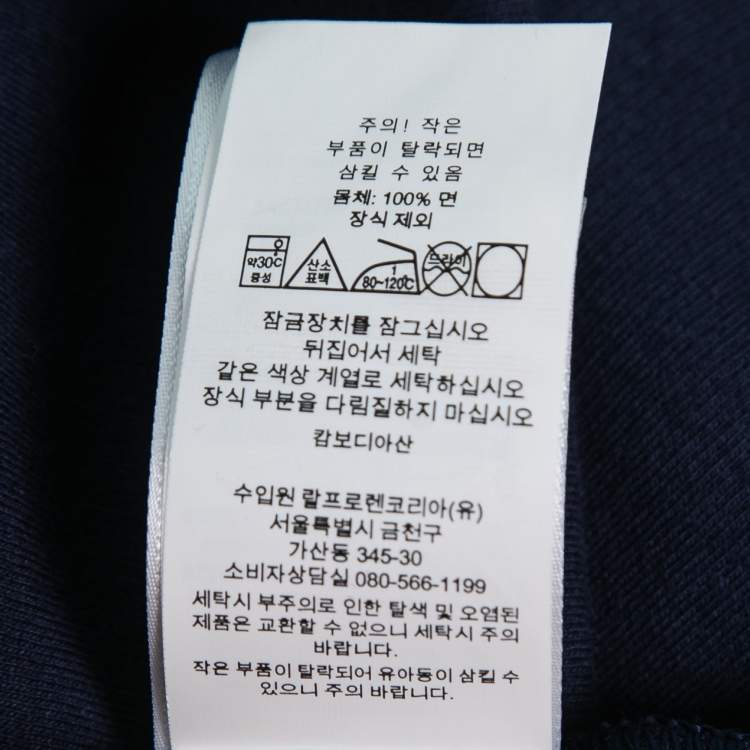 주의! 작은
부품이 탈락되면
삼킬 수 있음
몸체: 100% 면
장식 제외
약30℃ 중성
산소 표백
1 80~120℃
드라이
잠금장치를 잠그십시오
뒤집어서 세탁
같은 색상 계열로 세탁하십시오
장식 부분을 다림질하지 마십시오
캄보디아산
수입원 랄프로렌코리아(유)
서울특별시 금천구
가산동 345-30
소비자상담실 080-566-1199
세탁시 부주의로 인한 탈색 및 오염된
제품은 교환할 수 없으니 세탁시 주의
바랍니다.
작은 부품이 탈락되어 유아동이 삼킬 수
있으니 주의 바랍니다.